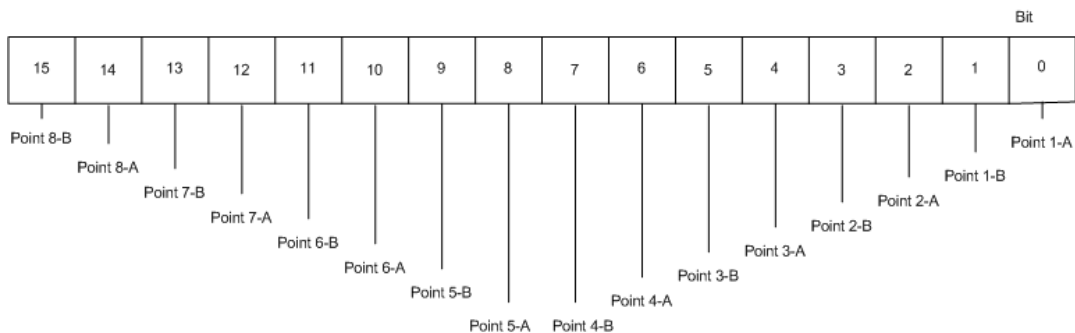 Bit
15 14 13 12 11 10 9 8 7 6 5 4 3 2 1 0
Point 8-B
Point 1-A
Point 8-A
Point 1-B
Point 7-B
Point 2-A
Point 7-A
Point 2-B
Point 6-B
Point 3-A
Point 6-A
Point 3-B
Point 5-B
Point 4-A
Point 5-A
Point 4-B